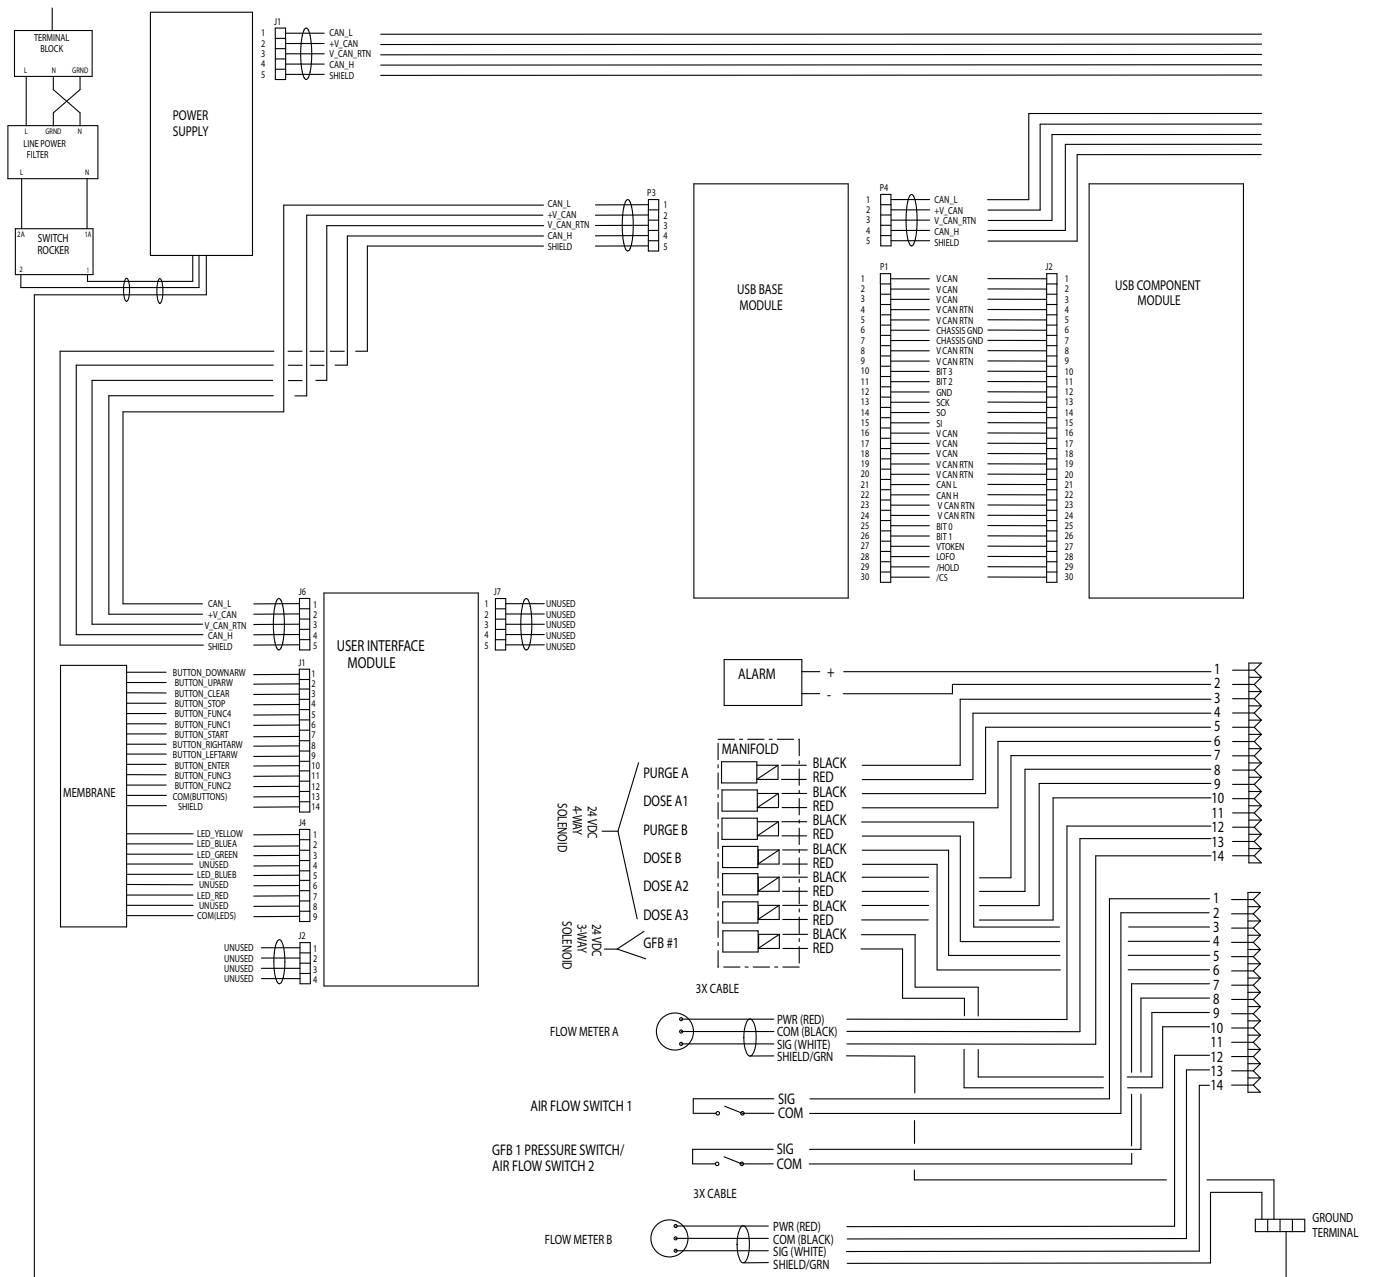 TERMINAL
BLOCK
L N GRND
L GRND N
LINE POWER
FILTER
L N
2A 1A
SWITCH
ROCKER
2 1
POWER
SUPPLY
J1
1 CAN_L
2 +V_CAN
3 V_CAN_RTN
4 CAN_H
5 SHIELD
P3
CAN_L 1
+V_CAN 2
V_CAN_RTN 3
CAN_H 4
SHIELD 5
USB BASE
MODULE
P4
1 CAN_L
2 +V_CAN
3 V_CAN_RTN
4 CAN_H
5 SHIELD
USB COMPONENT
MODULE
P1 J2
1 V CAN 1
2 V CAN 2
3 V CAN 3
4 V CAN RTN 4
5 V CAN RTN 5
6 CHASSIS GND 6
7 CHASSIS GND 7
8 V CAN RTN 8
9 V CAN RTN 9
10 BIT 3 10
11 BIT 2 11
12 GND 12
13 SCK 13
14 SO 14
15 SI 15
16 V CAN 16
17 V CAN 17
18 V CAN 18
19 V CAN RTN 19
20 V CAN RTN 20
21 CAN L 21
22 CAN H 22
23 V CAN RTN 23
24 V CAN RTN 24
25 BIT 0 25
26 BIT 1 26
27 VTOKEN 27
28 LOFO 28
29 /HOLD 29
30 /CS 30
J6
CAN_L 1
+V_CAN 2
V_CAN_RTN 3
CAN_H 4
SHIELD 5
USER INTERFACE
MODULE
J7
1 UNUSED
2 UNUSED
3 UNUSED
4 UNUSED
5 UNUSED
MEMBRANE
J1
BUTTON_DOWNARW 1
BUTTON_UPARW 2
BUTTON_CLEAR 3
BUTTON_STOP 4
BUTTON_FUNC4 5
BUTTON_FUNC1 6
BUTTON_START 7
BUTTON_RIGHTARW 8
BUTTON_LEFTARW 9
BUTTON_ENTER 10
BUTTON_FUNC3 11
BUTTON_FUNC2 12
COM(BUTTONS) 13
SHIELD 14
J4
LED_YELLOW 1
LED_BLUEA 2
LED_GREEN 3
UNUSED 4
LED_BLUEB 5
UNUSED 6
LED_RED 7
UNUSED 8
COM(LEDS) 9
J2
UNUSED 1
UNUSED 2
UNUSED 3
UNUSED 4
ALARM
+
-
MANIFOLD
24 VDC
4-WAY
SOLENOID
PURGE A
BLACK
RED
DOSE A1
BLACK
RED
PURGE B
BLACK
RED
DOSE B
BLACK
RED
DOSE A2
BLACK
RED
DOSE A3
BLACK
RED
24 VDC
3-WAY
SOLENOID
GFB #1
BLACK
RED
1
2
3
4
5
6
7
8
9
10
11
12
13
14
1
2
3
4
5
6
7
8
9
10
11
12
13
14
3X CABLE
FLOW METER A
PWR (RED)
COM (BLACK)
SIG (WHITE)
SHIELD/GRN
AIR FLOW SWITCH 1
SIG
COM
GFB 1 PRESSURE SWITCH/
AIR FLOW SWITCH 2
SIG
COM
3X CABLE
FLOW METER B
PWR (RED)
COM (BLACK)
SIG (WHITE)
SHIELD/GRN
GROUND
TERMINAL